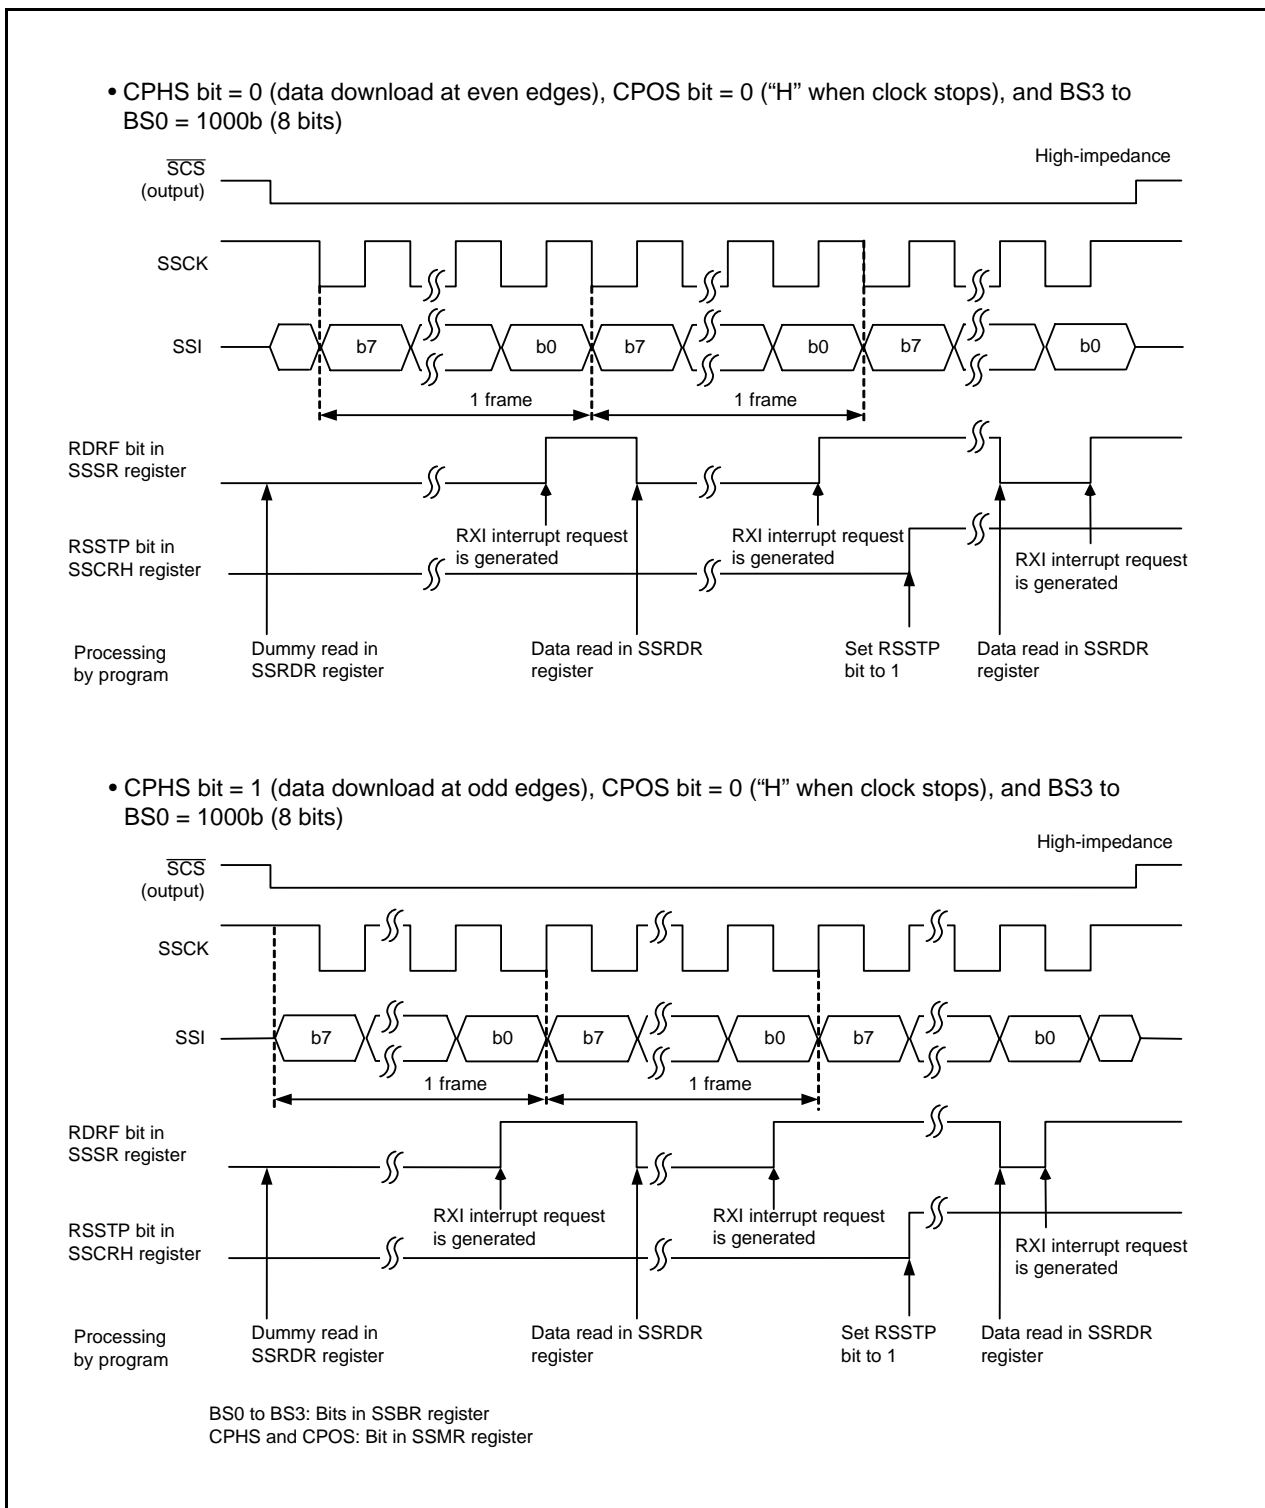 • CPHS bit = 0 (data download at even edges), CPOS bit = 0 (“H” when clock stops), and BS3 to
BS0 = 1000b (8 bits)
High-impedance
SCS
(output)
SSCK
SSI
b7
b0
b7
b0
b7
b0
1 frame
1 frame
RDRF bit in
SSSR register
RXI interrupt request
is generated
RXI interrupt request
is generated
RXI interrupt request
is generated
RSSTP bit in
SSCRH register
Processing
by program
Dummy read in
SSRDR register
Data read in SSRDR
register
Set RSSTP
bit to 1
Data read in SSRDR
register
• CPHS bit = 1 (data download at odd edges), CPOS bit = 0 (“H” when clock stops), and BS3 to
BS0 = 1000b (8 bits)
High-impedance
SCS
(output)
SSCK
SSI
b7
b0
b7
b0
b7
b0
1 frame
1 frame
RDRF bit in
SSSR register
RXI interrupt request
is generated
RXI interrupt request
is generated
RXI interrupt request
is generated
RSSTP bit in
SSCRH register
Processing
by program
Dummy read in
SSRDR register
Data read in SSRDR
register
Set RSSTP
bit to 1
Data read in SSRDR
register
BS0 to BS3: Bits in SSBR register
CPHS and CPOS: Bit in SSMR register